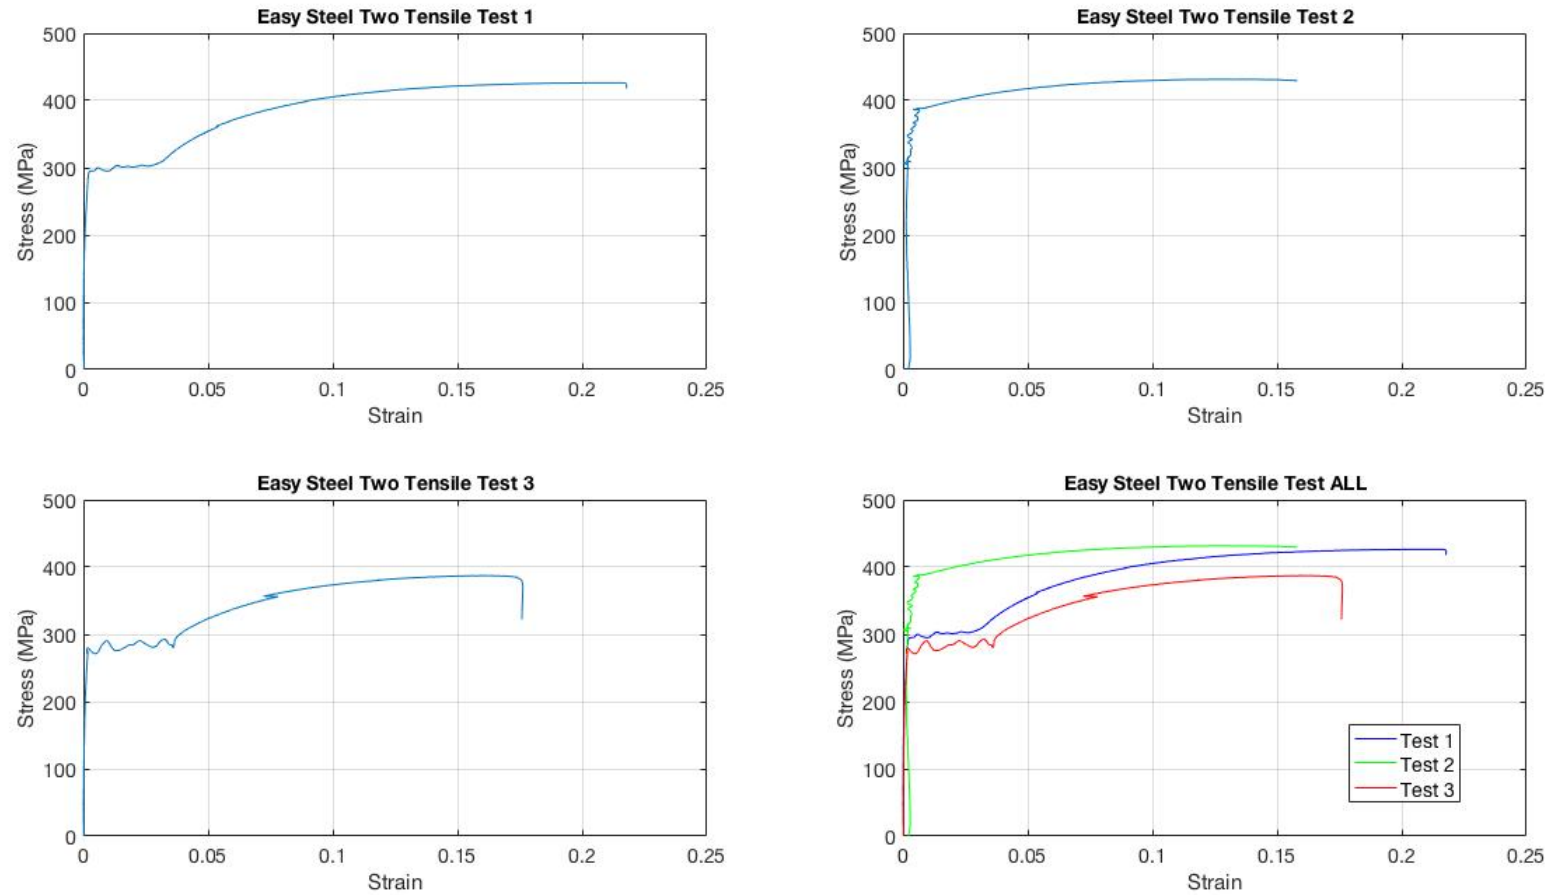 Easy Steel Two Tensile Test 1
500
400
300
200
100
0
Stress (MPa)
0 0.05 0.1 0.15 0.2 0.25
Strain
Easy Steel Two Tensile Test 2
500
400
300
200
100
0
Stress (MPa)
0 0.05 0.1 0.15 0.2 0.25
Strain
Easy Steel Two Tensile Test 3
500
400
300
200
100
0
Stress (MPa)
0 0.05 0.1 0.15 0.2 0.25
Strain
Easy Steel Two Tensile Test ALL
500
400
300
200
100
0
Stress (MPa)
Test 1
Test 2
Test 3
0 0.05 0.1 0.15 0.2 0.25
Strain